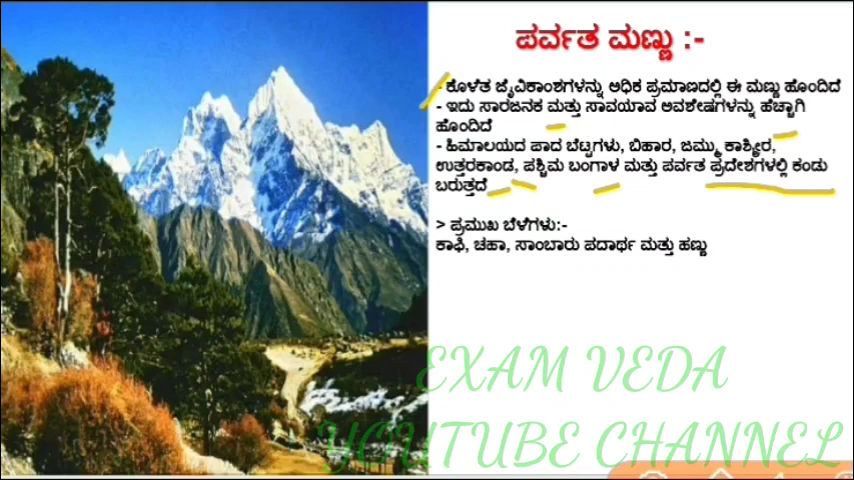 ಪರ್ವತ ಮಣ್ಣು :-
- ಕೊಳೆತ ಜೈವಿಕಾಂಶಗಳನ್ನು ಅಧಿಕ ಪ್ರಮಾಣದಲ್ಲಿ ಈ ಮಣ್ಣು ಹೊಂದಿದೆ
- ಇದು ಸಾರಜನಕ ಮತ್ತು ಸಾವಯಾವ ಅವಶೇಷಗಳನ್ನು ಹೆಚ್ಚಾಗಿ
ಹೊಂದಿದೆ
- ಹಿಮಾಲಯದ ಪಾದ ಬೆಟ್ಟಗಳು, ಬಿಹಾರ, ಜಮ್ಮು ಕಾಶ್ಮೀರ,
ಉತ್ತರಕಾಂಡ, ಪಶ್ಚಿಮ ಬಂಗಾಳ ಮತ್ತು ಪರ್ವತ ಪ್ರದೇಶಗಳಲ್ಲಿ ಕಂಡು
ಬರುತ್ತದೆ
> ಪ್ರಮುಖ ಬೆಳೆಗಳು:-
ಕಾಫಿ, ಚಹಾ, ಸಾಂಬಾರು ಪದಾರ್ಥ ಮತ್ತು ಹಣ್ಣು
EXAM VEDA
YOUTUBE CHANNEL